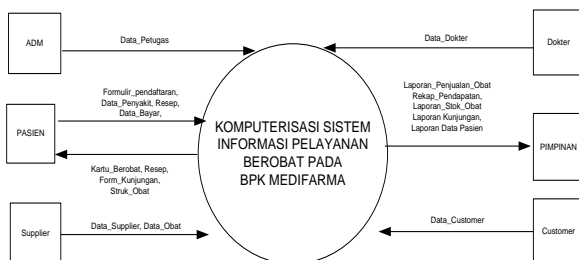 ADM
Data_Petugas
Data_Dokter
Dokter
PASIEN
Formulir_pendaftaran,
Data_Penyakit, Resep,
Data_Bayar,
Kartu_Berobat, Resep,
Form_Kunjungan,
Struk_Obat
KOMPUTERISASI SISTEM
INFORMASI PELAYANAN
BEROBAT PADA
BPK MEDIFARMA
Laporan_Penjualan_Obat
Rekap_Pendapatan,
Laporan_Stok_Obat
Laporan Kunjungan,
Laporan Data Pasien
PIMPINAN
Supplier
Data_Supplier, Data_Obat
Data_Customer
Customer